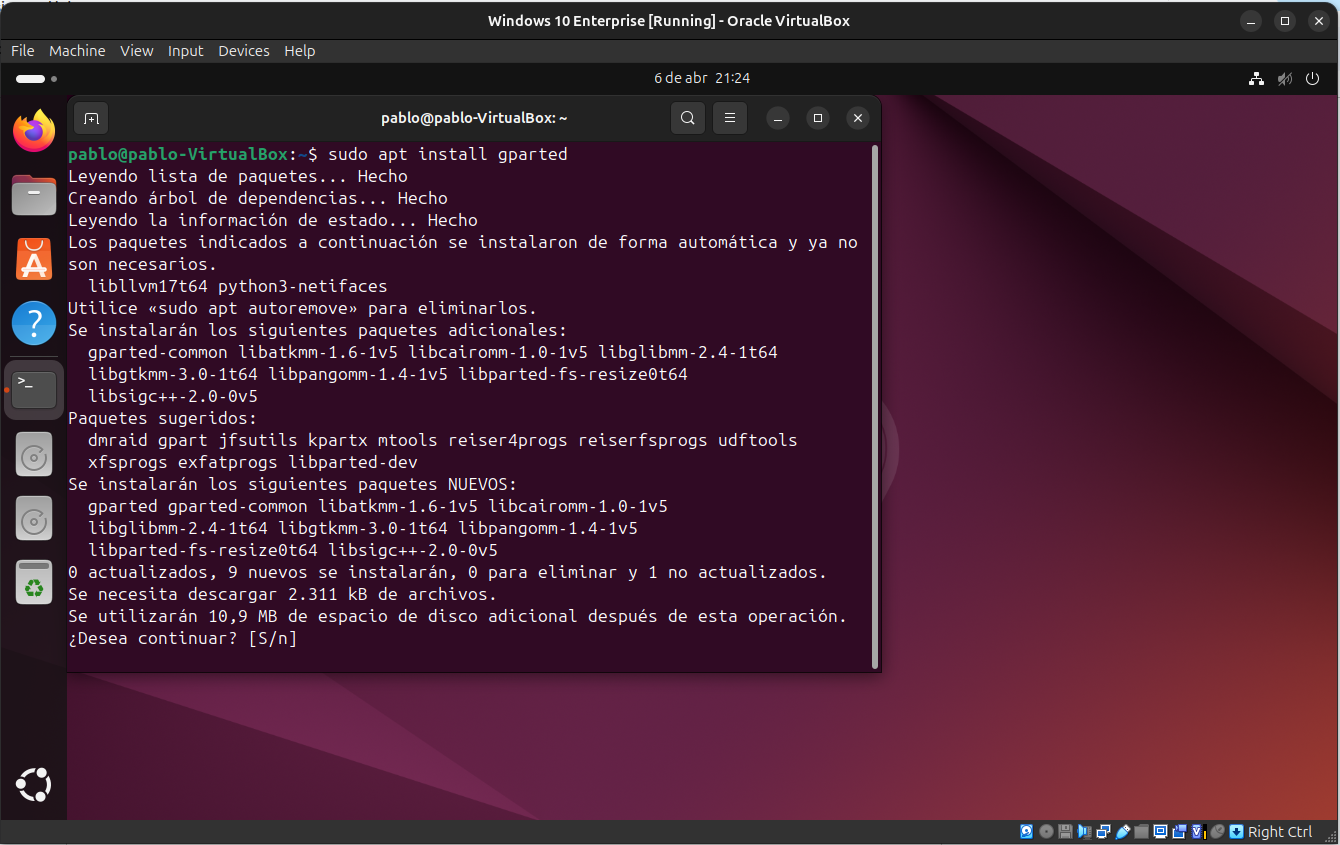 Windows 10 Enterprise [Running] - Oracle VirtualBox
File Machine View Input Devices Help
6 de abr 21:24
pablo@pablo-VirtualBox: ~
pablo@pablo-VirtualBox:~$ sudo apt install gparted
Leyendo lista de paquetes... Hecho
Creando árbol de dependencias... Hecho
Leyendo la información de estado... Hecho
Los paquetes indicados a continuación se instalaron de forma automática y ya no
son necesarios.
libllvm17t64 python3-netifaces
Utilice «sudo apt autoremove» para eliminarlos.
Se instalarán los siguientes paquetes adicionales:
gparted-common libatkmm-1.6-1v5 libcairomm-1.0-1v5 libglibmm-2.4-1t64
libgtkmm-3.0-1t64 libpangomm-1.4-1v5 libparted-fs-resize0t64
libsigc++-2.0-0v5
Paquetes sugeridos:
dmraid gpart jfsutils kpartx mtools reiser4progs reiserfsprogs udftools
xfsprogs exfatprogs libparted-dev
Se instalarán los siguientes paquetes NUEVOS:
gparted gparted-common libatkmm-1.6-1v5 libcairomm-1.0-1v5
libglibmm-2.4-1t64 libgtkmm-3.0-1t64 libpangomm-1.4-1v5
libparted-fs-resize0t64 libsigc++-2.0-0v5
0 actualizados, 9 nuevos se instalarán, 0 para eliminar y 1 no actualizados.
Se necesita descargar 2.311 kB de archivos.
Se utilizarán 10,9 MB de espacio de disco adicional después de esta operación.
¿Desea continuar? [S/n]
Right Ctrl